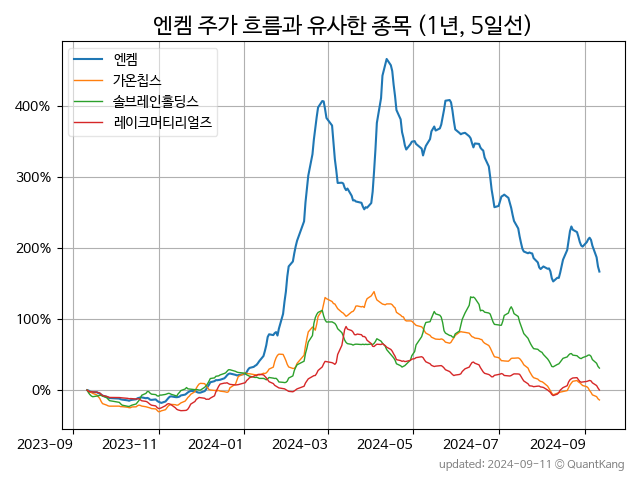 엔켐 주가 흐름과 유사한 종목 (1년, 5일선)
엔켐
가온칩스
솔브레인홀딩스
레이크머티리얼즈
400%
300%
200%
100%
0%
2023-09 2023-11 2024-01 2024-03 2024-05 2024-07 2024-09
updated: 2024-09-11 © QuantKang